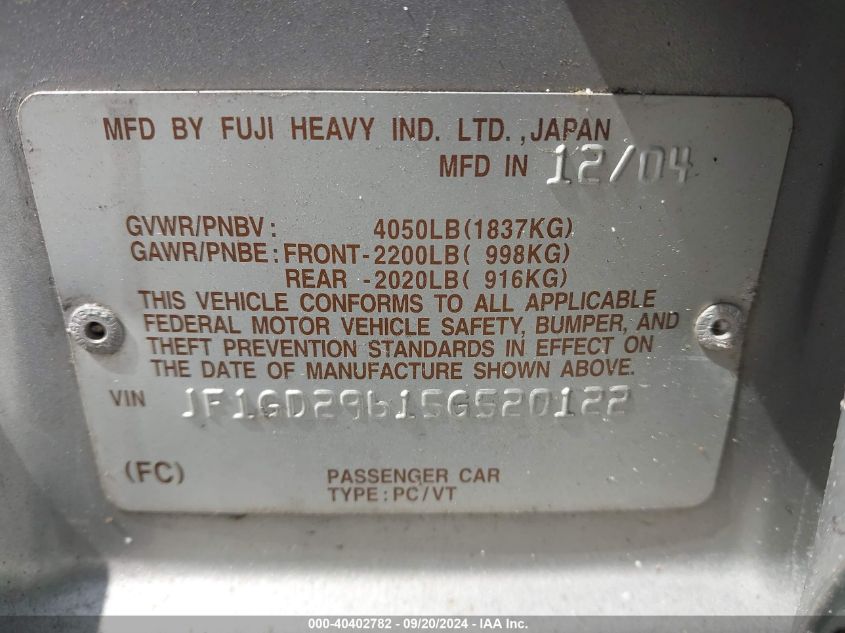 MFD BY FUJI HEAVY IND. LTD., JAPAN
MFD IN 12/04
GVWR/PNBV: 4050LB(1837KG)
GAWR/PNBE: FRONT-2200LB( 998KG)
REAR -2020LB( 916KG)
THIS VEHICLE CONFORMS TO ALL APPLICABLE
FEDERAL MOTOR VEHICLE SAFETY, BUMPER, AND
THEFT PREVENTION STANDARDS IN EFFECT ON
THE DATE OF MANUFACTURE SHOWN ABOVE.
VIN JF1GD29615G520122
(FC) PASSENGER CAR
TYPE: PC/VT
000-40402782 - 09/20/2024 - IAA Inc.